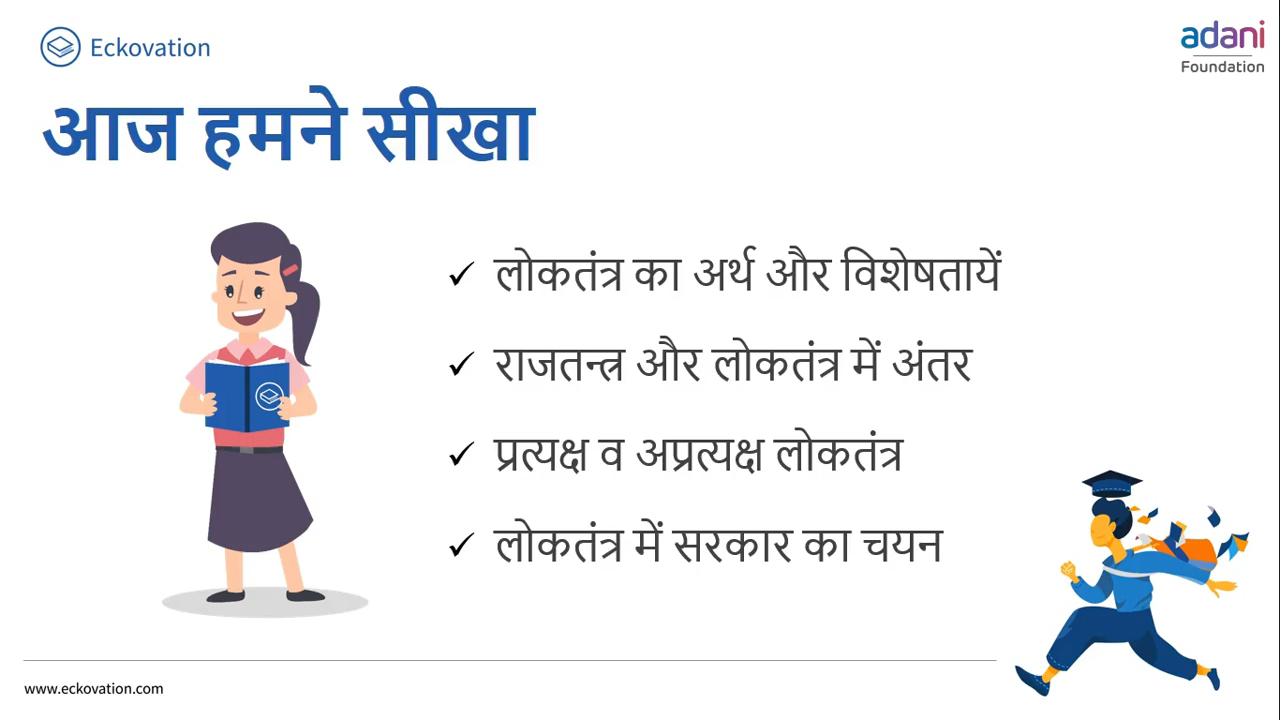 Eckovation
adani
Foundation
आज हमने सीखा
✓ लोकतंत्र का अर्थ और विशेषतायें
✓ राजतन्त्र और लोकतंत्र में अंतर
✓ प्रत्यक्ष व अप्रत्यक्ष लोकतंत्र
✓ लोकतंत्र में सरकार का चयन
www.eckovation.com